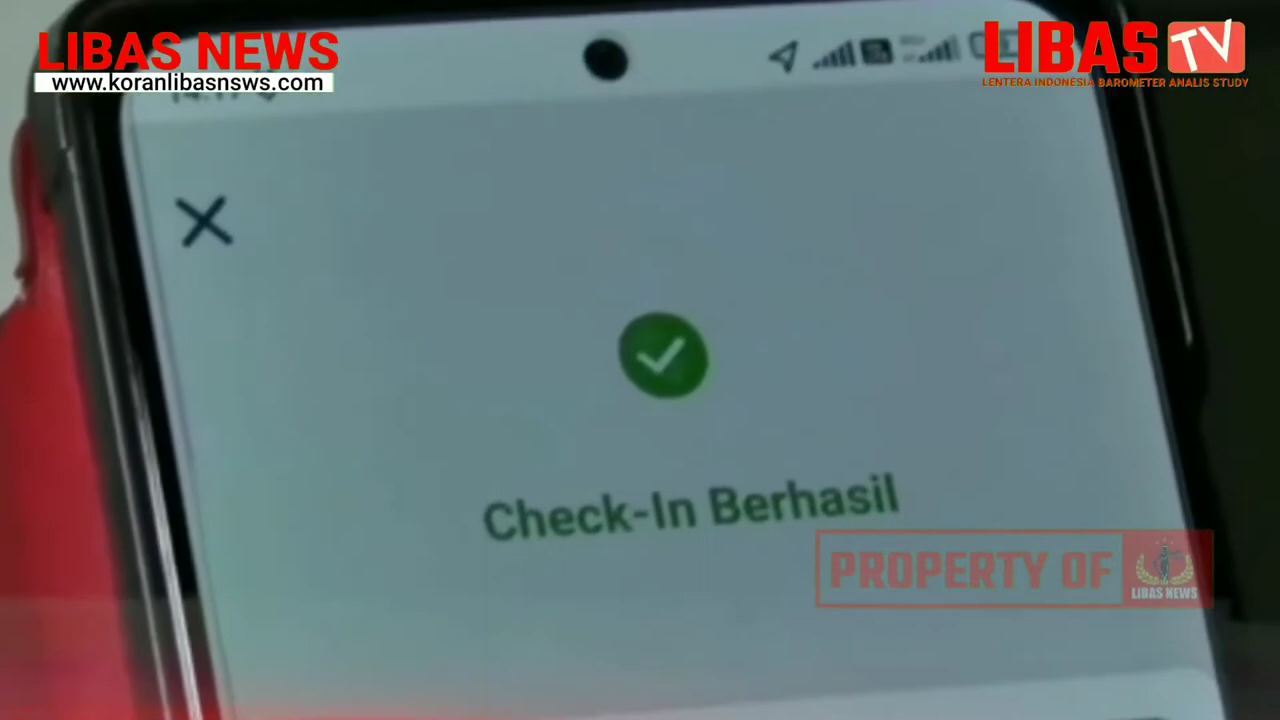 LIBAS NEWS
www.koranlibasnsws.com
LIBAS TV
LENTERA INDONESIA BAROMETER ANALIS STUDY
Check-In Berhasil
PROPERTY OF
LIBAS NEWS